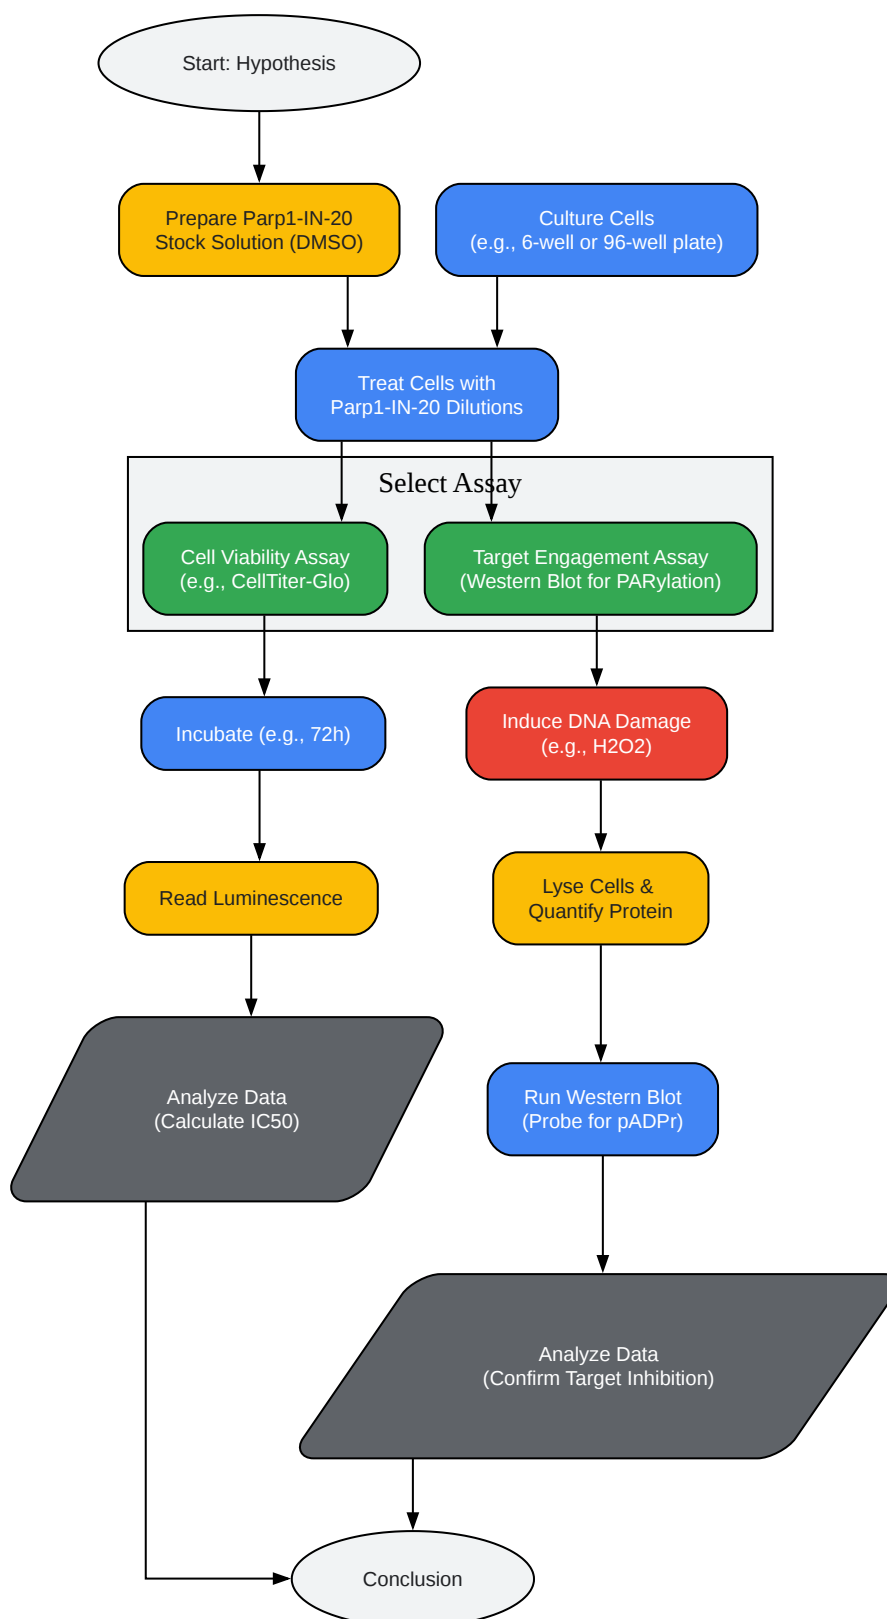 Start: Hypothesis
Prepare Parp1-IN-20
Stock Solution (DMSO)
Culture Cells
(e.g., 6-well or 96-well plate)
Treat Cells with
Parp1-IN-20 Dilutions
Select Assay
Cell Viability Assay
(e.g., CellTiter-Glo)
Target Engagement Assay
(Western Blot for PARylation)
Incubate (e.g., 72h)
Induce DNA Damage
(e.g., H2O2)
Read Luminescence
Lyse Cells &
Quantify Protein
Analyze Data
(Calculate IC50)
Run Western Blot
(Probe for pADPr)
Analyze Data
(Confirm Target Inhibition)
Conclusion